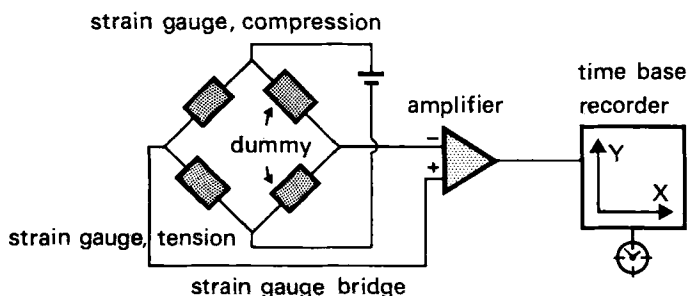 strain gauge, compression
time base
recorder
amplifier
dummy
−
+
Y
X
strain gauge, tension
strain gauge bridge